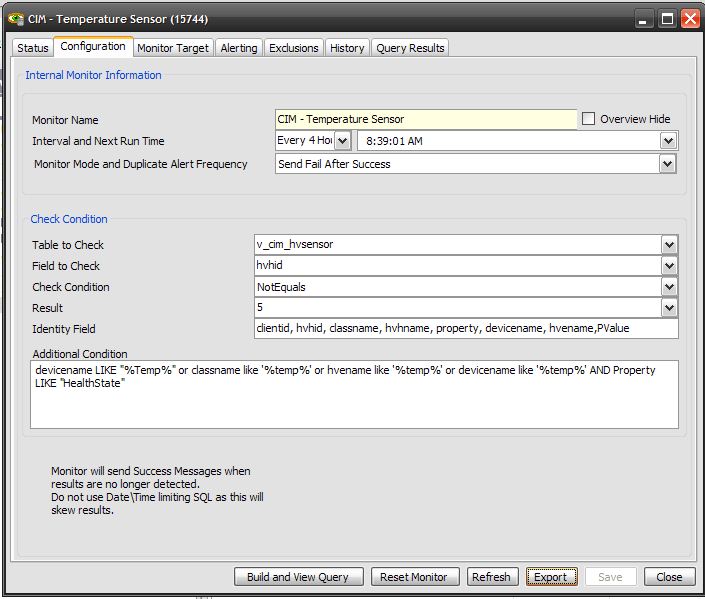 CIM - Temperature Sensor (15744)
Status Configuration Monitor Target Alerting Exclusions History Query Results
Internal Monitor Information
Monitor Name CIM - Temperature Sensor Overview Hide
Interval and Next Run Time Every 4 Ho 8:39:01 AM
Monitor Mode and Duplicate Alert Frequency Send Fail After Success
Check Condition
Table to Check v_cim_hvsensor
Field to Check hvhid
Check Condition NotEquals
Result 5
Identity Field clientid, hvhid, classname, hvhname, property, devicename, hvename,PValue
Additional Condition
devicename LIKE "%Temp%" or classname like '%temp%' or hvename like '%temp%' or devicename like '%temp%' AND Property
LIKE "HealthState"
Monitor will send Success Messages when
results are no longer detected.
Do not use Date\Time limiting SQL as this will
skew results.
Build and View Query Reset Monitor Refresh Export Save Close